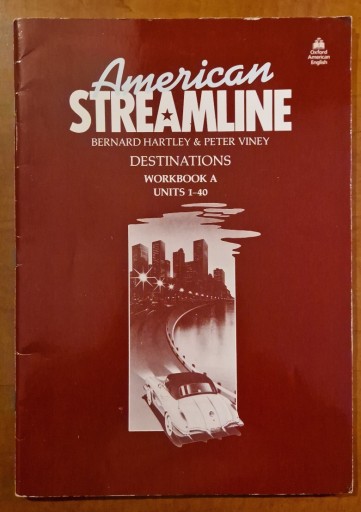 Oxford
American
English
American
STREAMLINE
BERNARD HARTLEY & PETER VINEY
DESTINATIONS
WORKBOOK A
UNITS 1–40